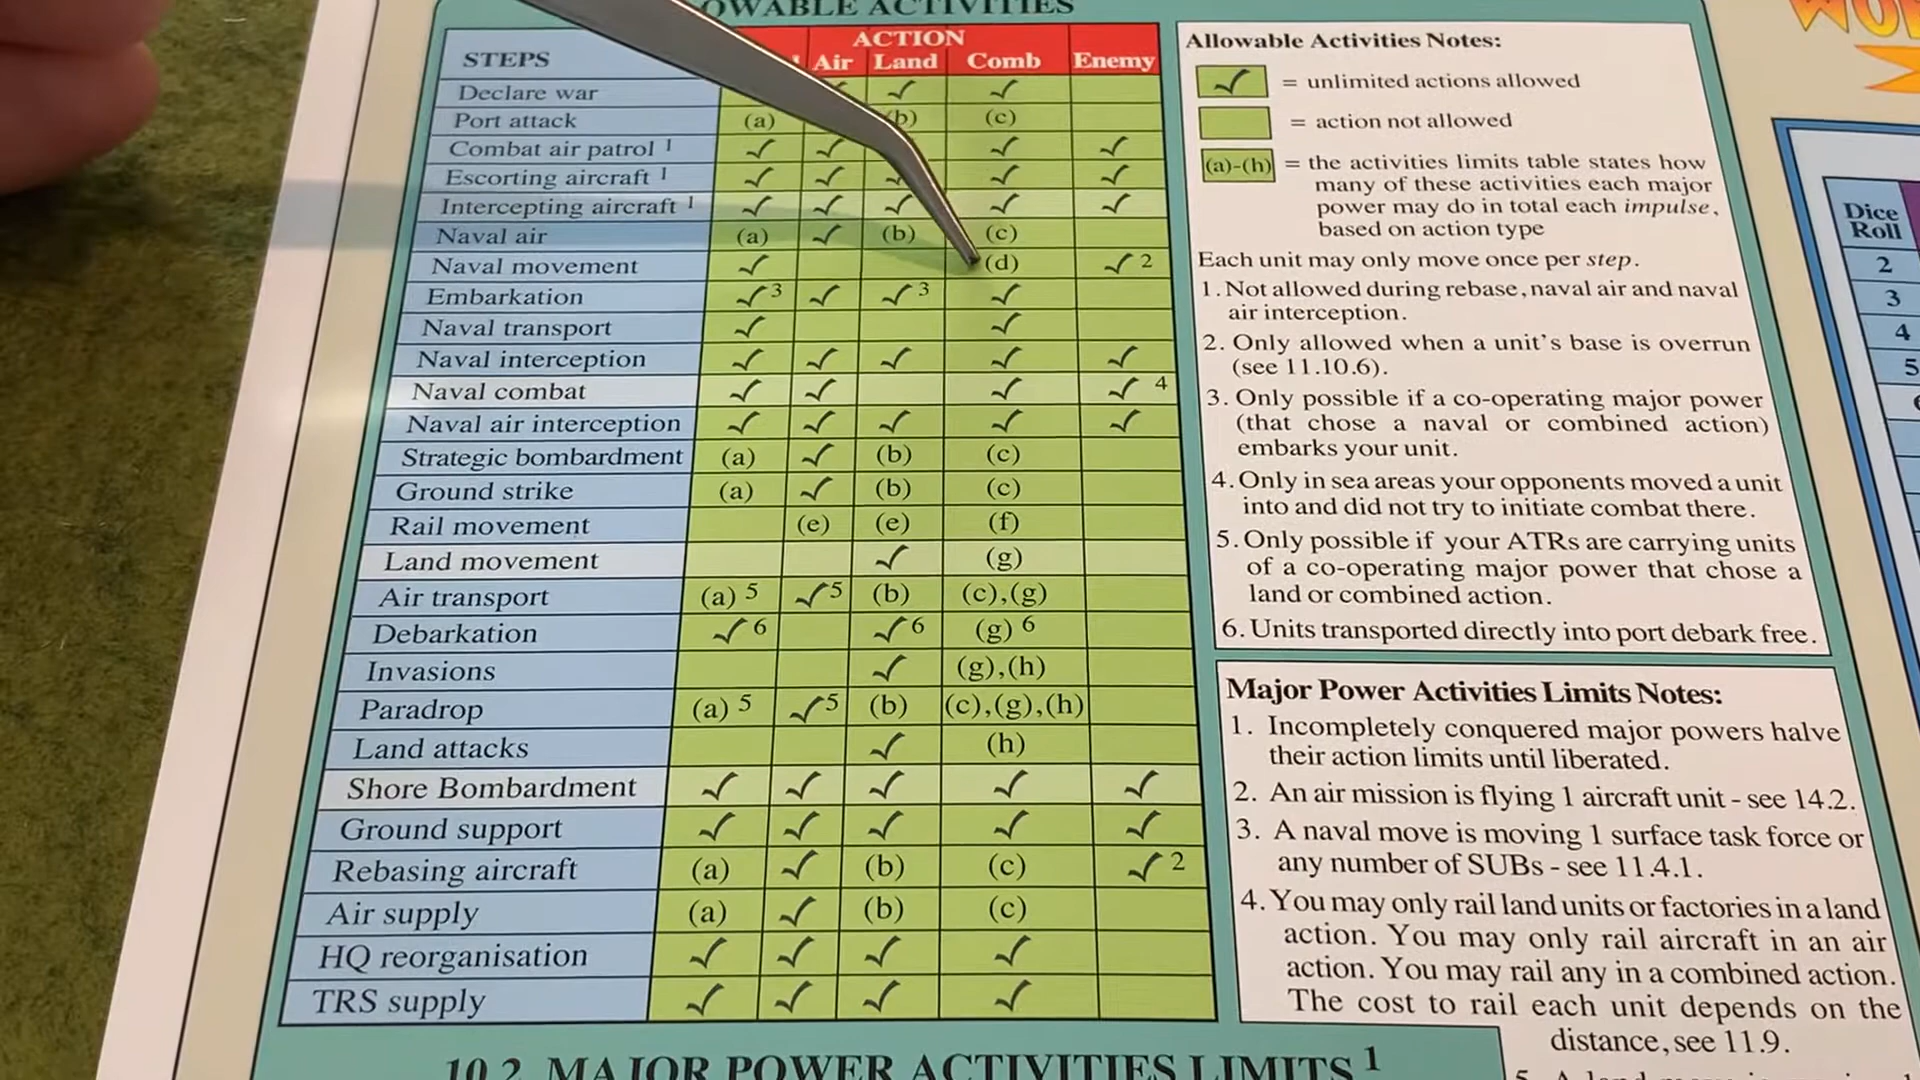 OWABLE ACTIVITIES
ACTION
STEPS Air Land Comb Enemy
Declare war ✓ ✓
Port attack (a) (b) (c)
Combat air patrol 1 ✓ ✓ ✓ ✓
Escorting aircraft 1 ✓ ✓ ✓ ✓ ✓
Intercepting aircraft 1 ✓ ✓ ✓ ✓ ✓
Naval air (a) ✓ (b) (c)
Naval movement ✓ (d) ✓ 2
Embarkation ✓ 3 ✓ ✓ 3 ✓
Naval transport ✓ ✓
Naval interception ✓ ✓ ✓ ✓ ✓
Naval combat ✓ ✓ ✓ ✓ 4
Naval air interception ✓ ✓ ✓ ✓ ✓
Strategic bombardment (a) ✓ (b) (c)
Ground strike (a) ✓ (b) (c)
Rail movement (e) (e) (f)
Land movement ✓ (g)
Air transport (a) 5 ✓ 5 (b) (c),(g)
Debarkation ✓ 6 ✓ 6 (g) 6
Invasions ✓ (g),(h)
Paradrop (a) 5 ✓ 5 (b) (c),(g),(h)
Land attacks ✓ (h)
Shore Bombardment ✓ ✓ ✓ ✓ ✓
Ground support ✓ ✓ ✓ ✓ ✓
Rebasing aircraft (a) ✓ (b) (c) ✓ 2
Air supply (a) ✓ (b) (c)
HQ reorganisation ✓ ✓ ✓ ✓
TRS supply ✓ ✓ ✓ ✓
10.2 MAJOR POWER ACTIVITIES LIMITS 1
Allowable Activities Notes:
✓ = unlimited actions allowed
= action not allowed
(a)-(h) = the activities limits table states how
many of these activities each major
power may do in total each impulse,
based on action type
Each unit may only move once per step.
1. Not allowed during rebase, naval air and naval
air interception.
2. Only allowed when a unit's base is overrun
(see 11.10.6).
3. Only possible if a co-operating major power
(that chose a naval or combined action)
embarks your unit.
4. Only in sea areas your opponents moved a unit
into and did not try to initiate combat there.
5. Only possible if your ATRs are carrying units
of a co-operating major power that chose a
land or combined action.
6. Units transported directly into port debark free.
Major Power Activities Limits Notes:
1. Incompletely conquered major powers halve
their action limits until liberated.
2. An air mission is flying 1 aircraft unit - see 14.2.
3. A naval move is moving 1 surface task force or
any number of SUBs - see 11.4.1.
4. You may only rail land units or factories in a land
action. You may only rail aircraft in an air
action. You may rail any in a combined action.
The cost to rail each unit depends on the
distance, see 11.9.
WO
Dice
Roll
2
3
4
5